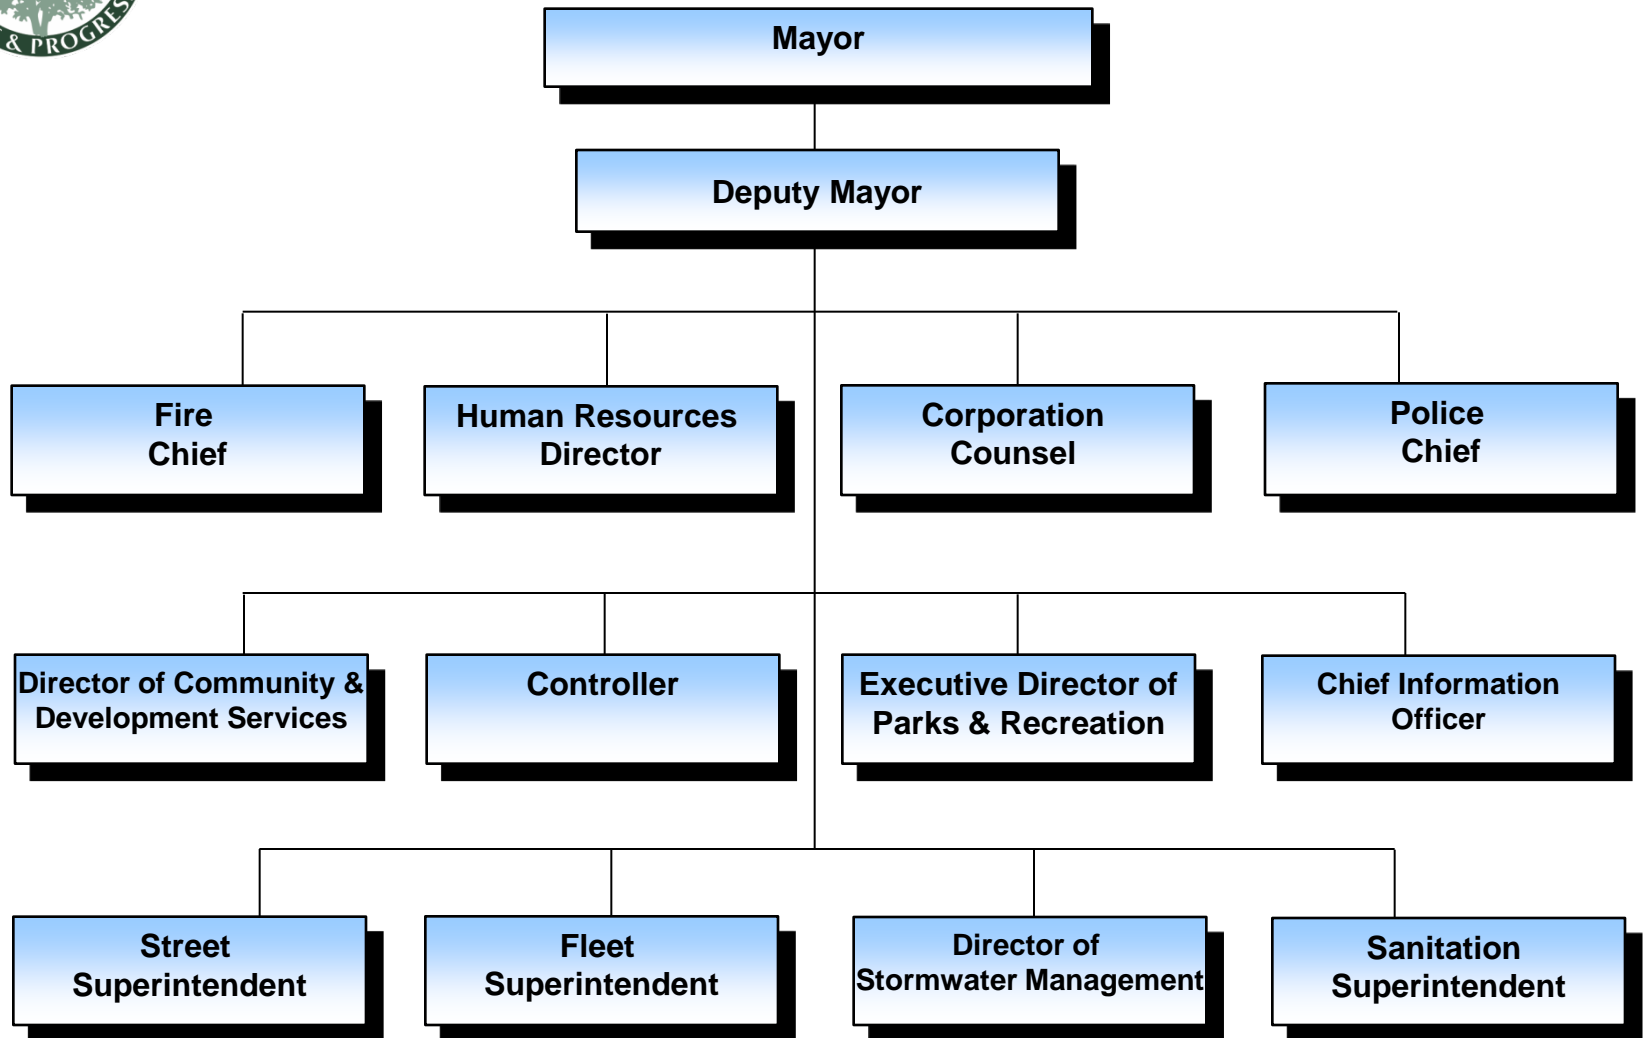 & PROGRES
Mayor
Deputy Mayor
Fire
Chief
Human Resources
Director
Corporation
Counsel
Police
Chief
Director of Community &
Development Services
Controller
Executive Director of
Parks & Recreation
Chief Information
Officer
Street
Superintendent
Fleet
Superintendent
Director of
Stormwater Management
Sanitation
Superintendent